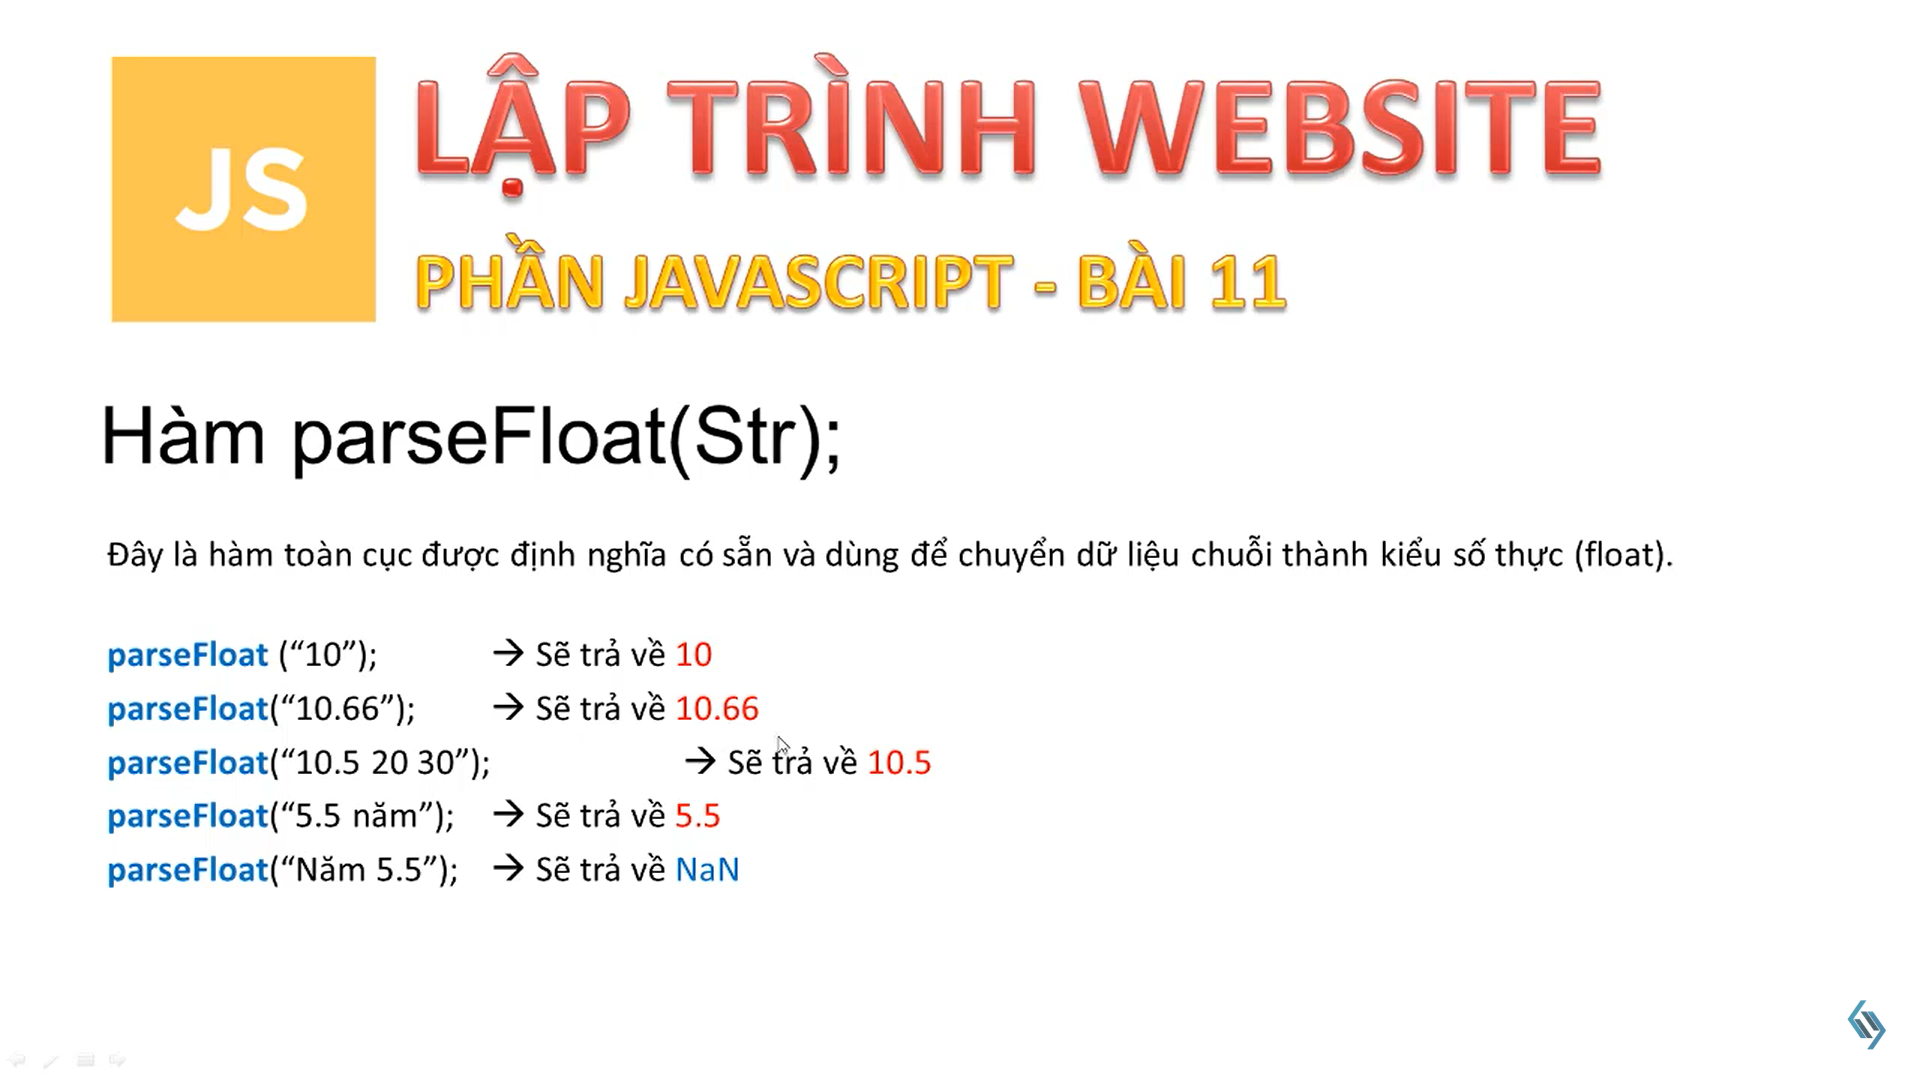 JS
LẬP TRÌNH WEBSITE
PHẦN JAVASCRIPT - BÀI 11
Hàm parseFloat(Str);
Đây là hàm toàn cục được định nghĩa có sẵn và dùng để chuyển dữ liệu chuỗi thành kiểu số thực (float).
parseFloat (“10”); → Sẽ trả về 10
parseFloat(“10.66”); → Sẽ trả về 10.66
parseFloat(“10.5 20 30”); → Sẽ trả về 10.5
parseFloat(“5.5 năm”); → Sẽ trả về 5.5
parseFloat(“Năm 5.5”); → Sẽ trả về NaN